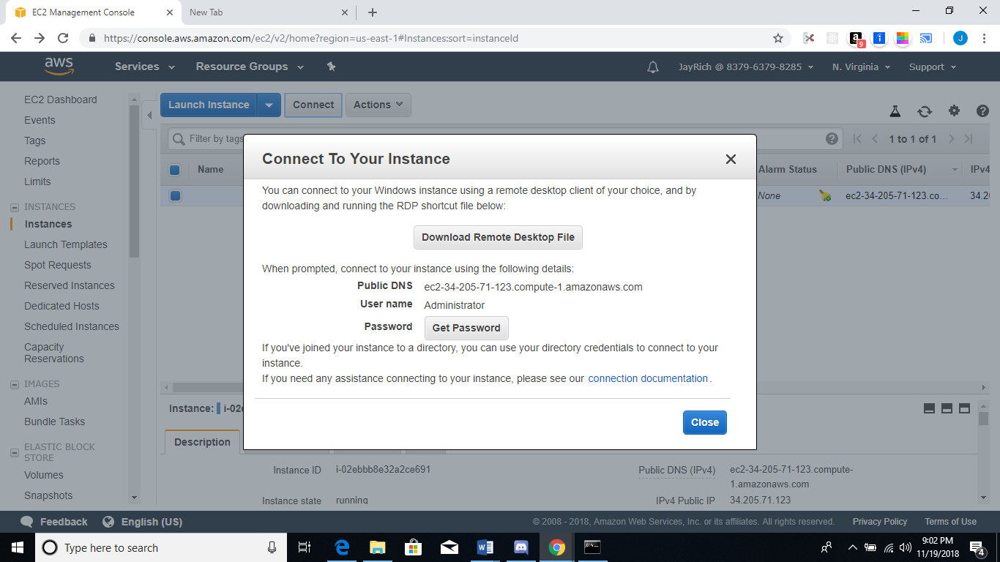 EC2 Management Console
New Tab
https://console.aws.amazon.com/ec2/v2/home?region=us-east-1#Instances:sort=instanceId
a
9
J
aws
Services
Resource Groups
JayRich @ 8379-6379-8285
N. Virginia
Support
EC2 Dashboard
Events
Tags
Reports
Limits
INSTANCES
Instances
Launch Templates
Spot Requests
Reserved Instances
Dedicated Hosts
Scheduled Instances
Capacity
Reservations
IMAGES
AMIs
Bundle Tasks
ELASTIC BLOCK
STORE
Volumes
Snapshots
Launch Instance
Connect
Actions
Filter by tags
1 to 1 of 1
Name
Alarm Status
Public DNS (IPv4)
IPv4
None
ec2-34-205-71-123.co...
34.20
Connect To Your Instance
You can connect to your Windows instance using a remote desktop client of your choice, and by
downloading and running the RDP shortcut file below:
Download Remote Desktop File
When prompted, connect to your instance using the following details:
Public DNS ec2-34-205-71-123.compute-1.amazonaws.com
User name Administrator
Password Get Password
If you've joined your instance to a directory, you can use your directory credentials to connect to your
instance.
If you need any assistance connecting to your instance, please see our connection documentation.
Close
Instance: i-02e
Description
Instance ID i-02ebbb8e32a2ce691
Public DNS (IPv4) ec2-34-205-71-123.compute-
1.amazonaws.com
Instance state running
IPv4 Public IP 34.205.71.123
Feedback
English (US)
© 2008 - 2018, Amazon Web Services, Inc. or its affiliates. All rights reserved.
Privacy Policy
Terms of Use
Type here to search
9:02 PM
11/19/2018
4